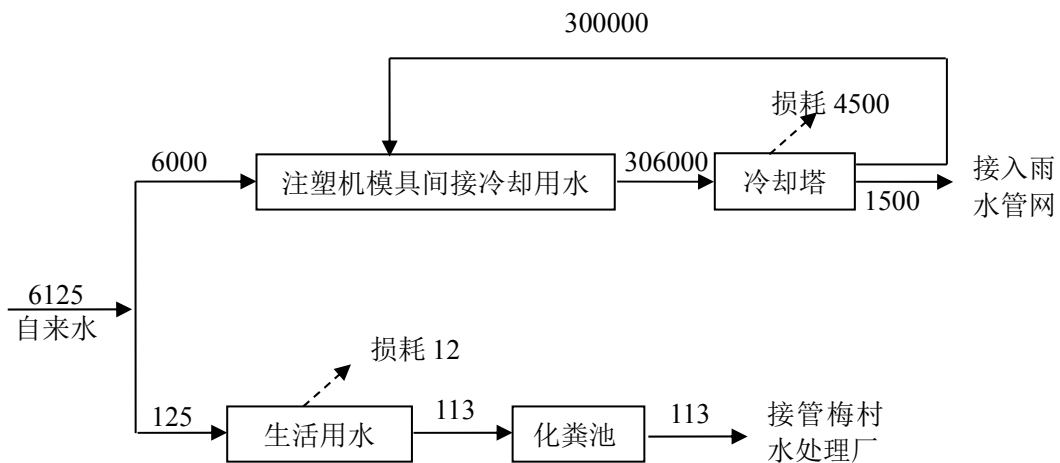 300000
损耗 4500
6000
注塑机模具间接冷却用水
306000
冷却塔
1500
接入雨
水管网
6125
自来水
损耗 12
125
生活用水
113
化粪池
113
接管梅村
水处理厂